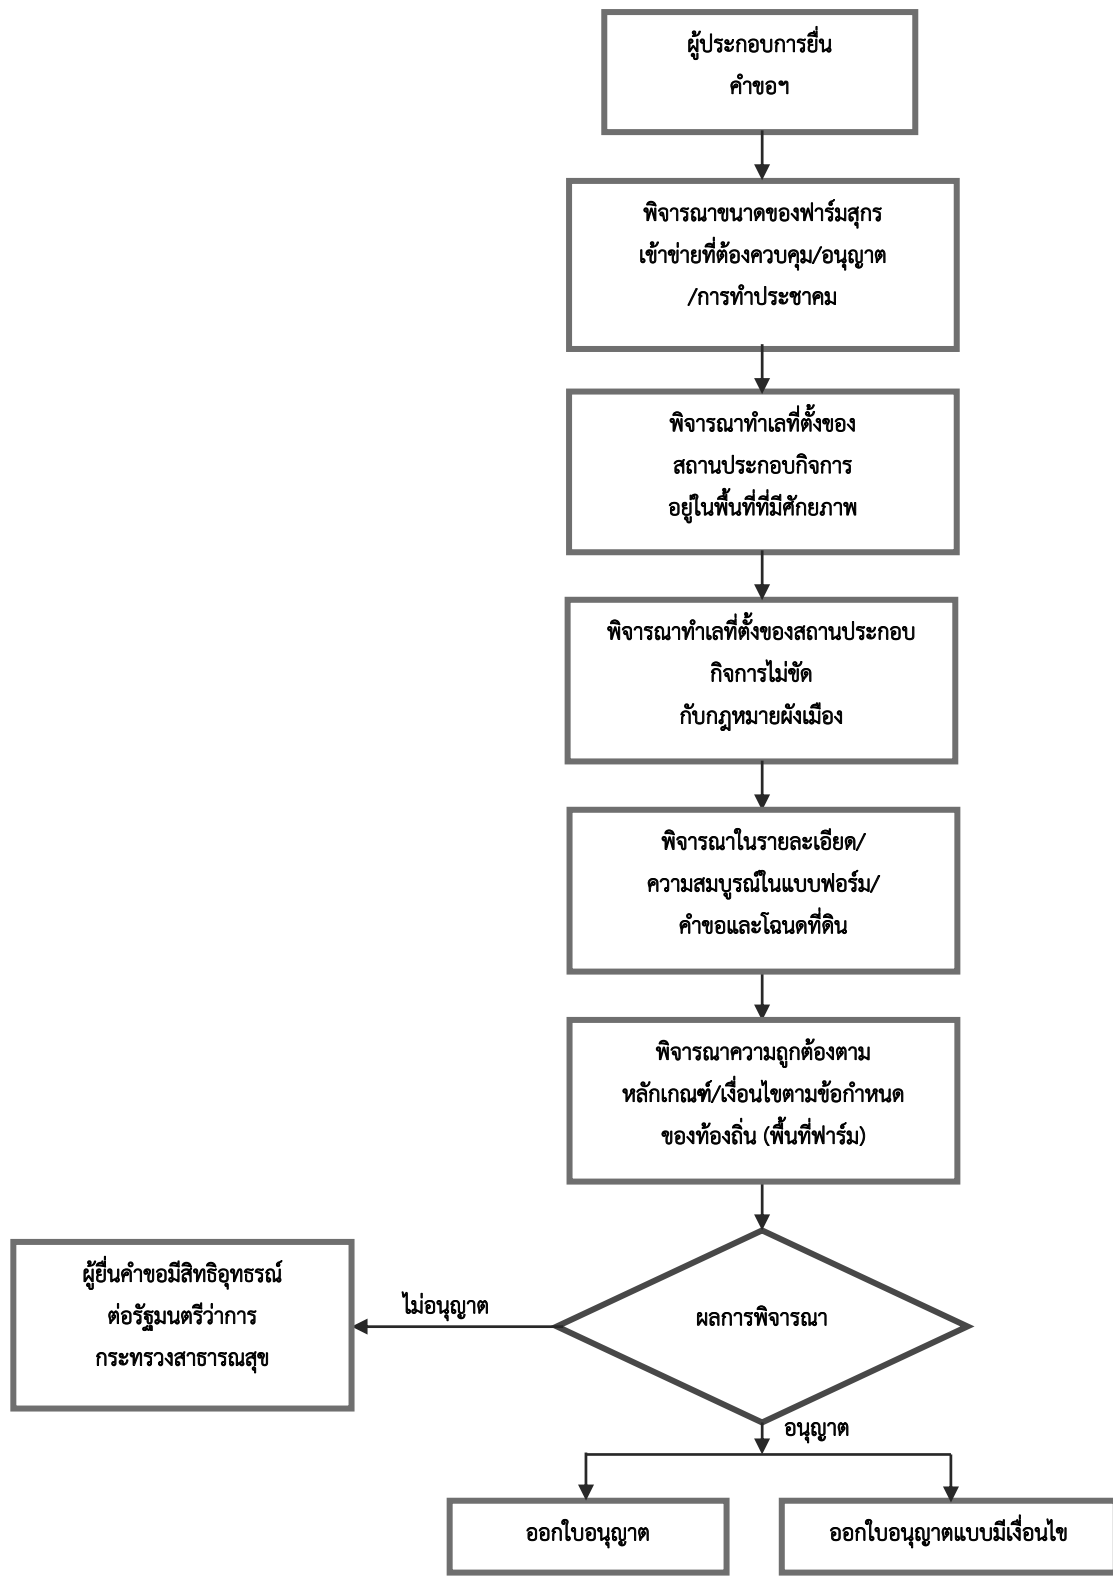 ผู้ประกอบการยื่น
คำขอฯ
พิจารณาขนาดของฟาร์มสุกร
เข้าข่ายที่ต้องควบคุม/อนุญาต
/การทำประชาคม
พิจารณาทำเลที่ตั้งของ
สถานประกอบกิจการ
อยู่ในพื้นที่ที่มีศักยภาพ
พิจารณาทำเลที่ตั้งของสถานประกอบ
กิจการไม่ขัด
กับกฎหมายผังเมือง
พิจารณาในรายละเอียด/
ความสมบูรณ์ในแบบฟอร์ม/
คำขอและโฉนดที่ดิน
พิจารณาความถูกต้องตาม
หลักเกณฑ์/เงื่อนไขตามข้อกำหนด
ของท้องถิ่น (พื้นที่ฟาร์ม)
ผลการพิจารณา
ไม่อนุญาต
ผู้ยื่นคำขอมีสิทธิอุทธรณ์
ต่อรัฐมนตรีว่าการ
กระทรวงสาธารณสุข
อนุญาต
ออกใบอนุญาต
ออกใบอนุญาตแบบมีเงื่อนไข